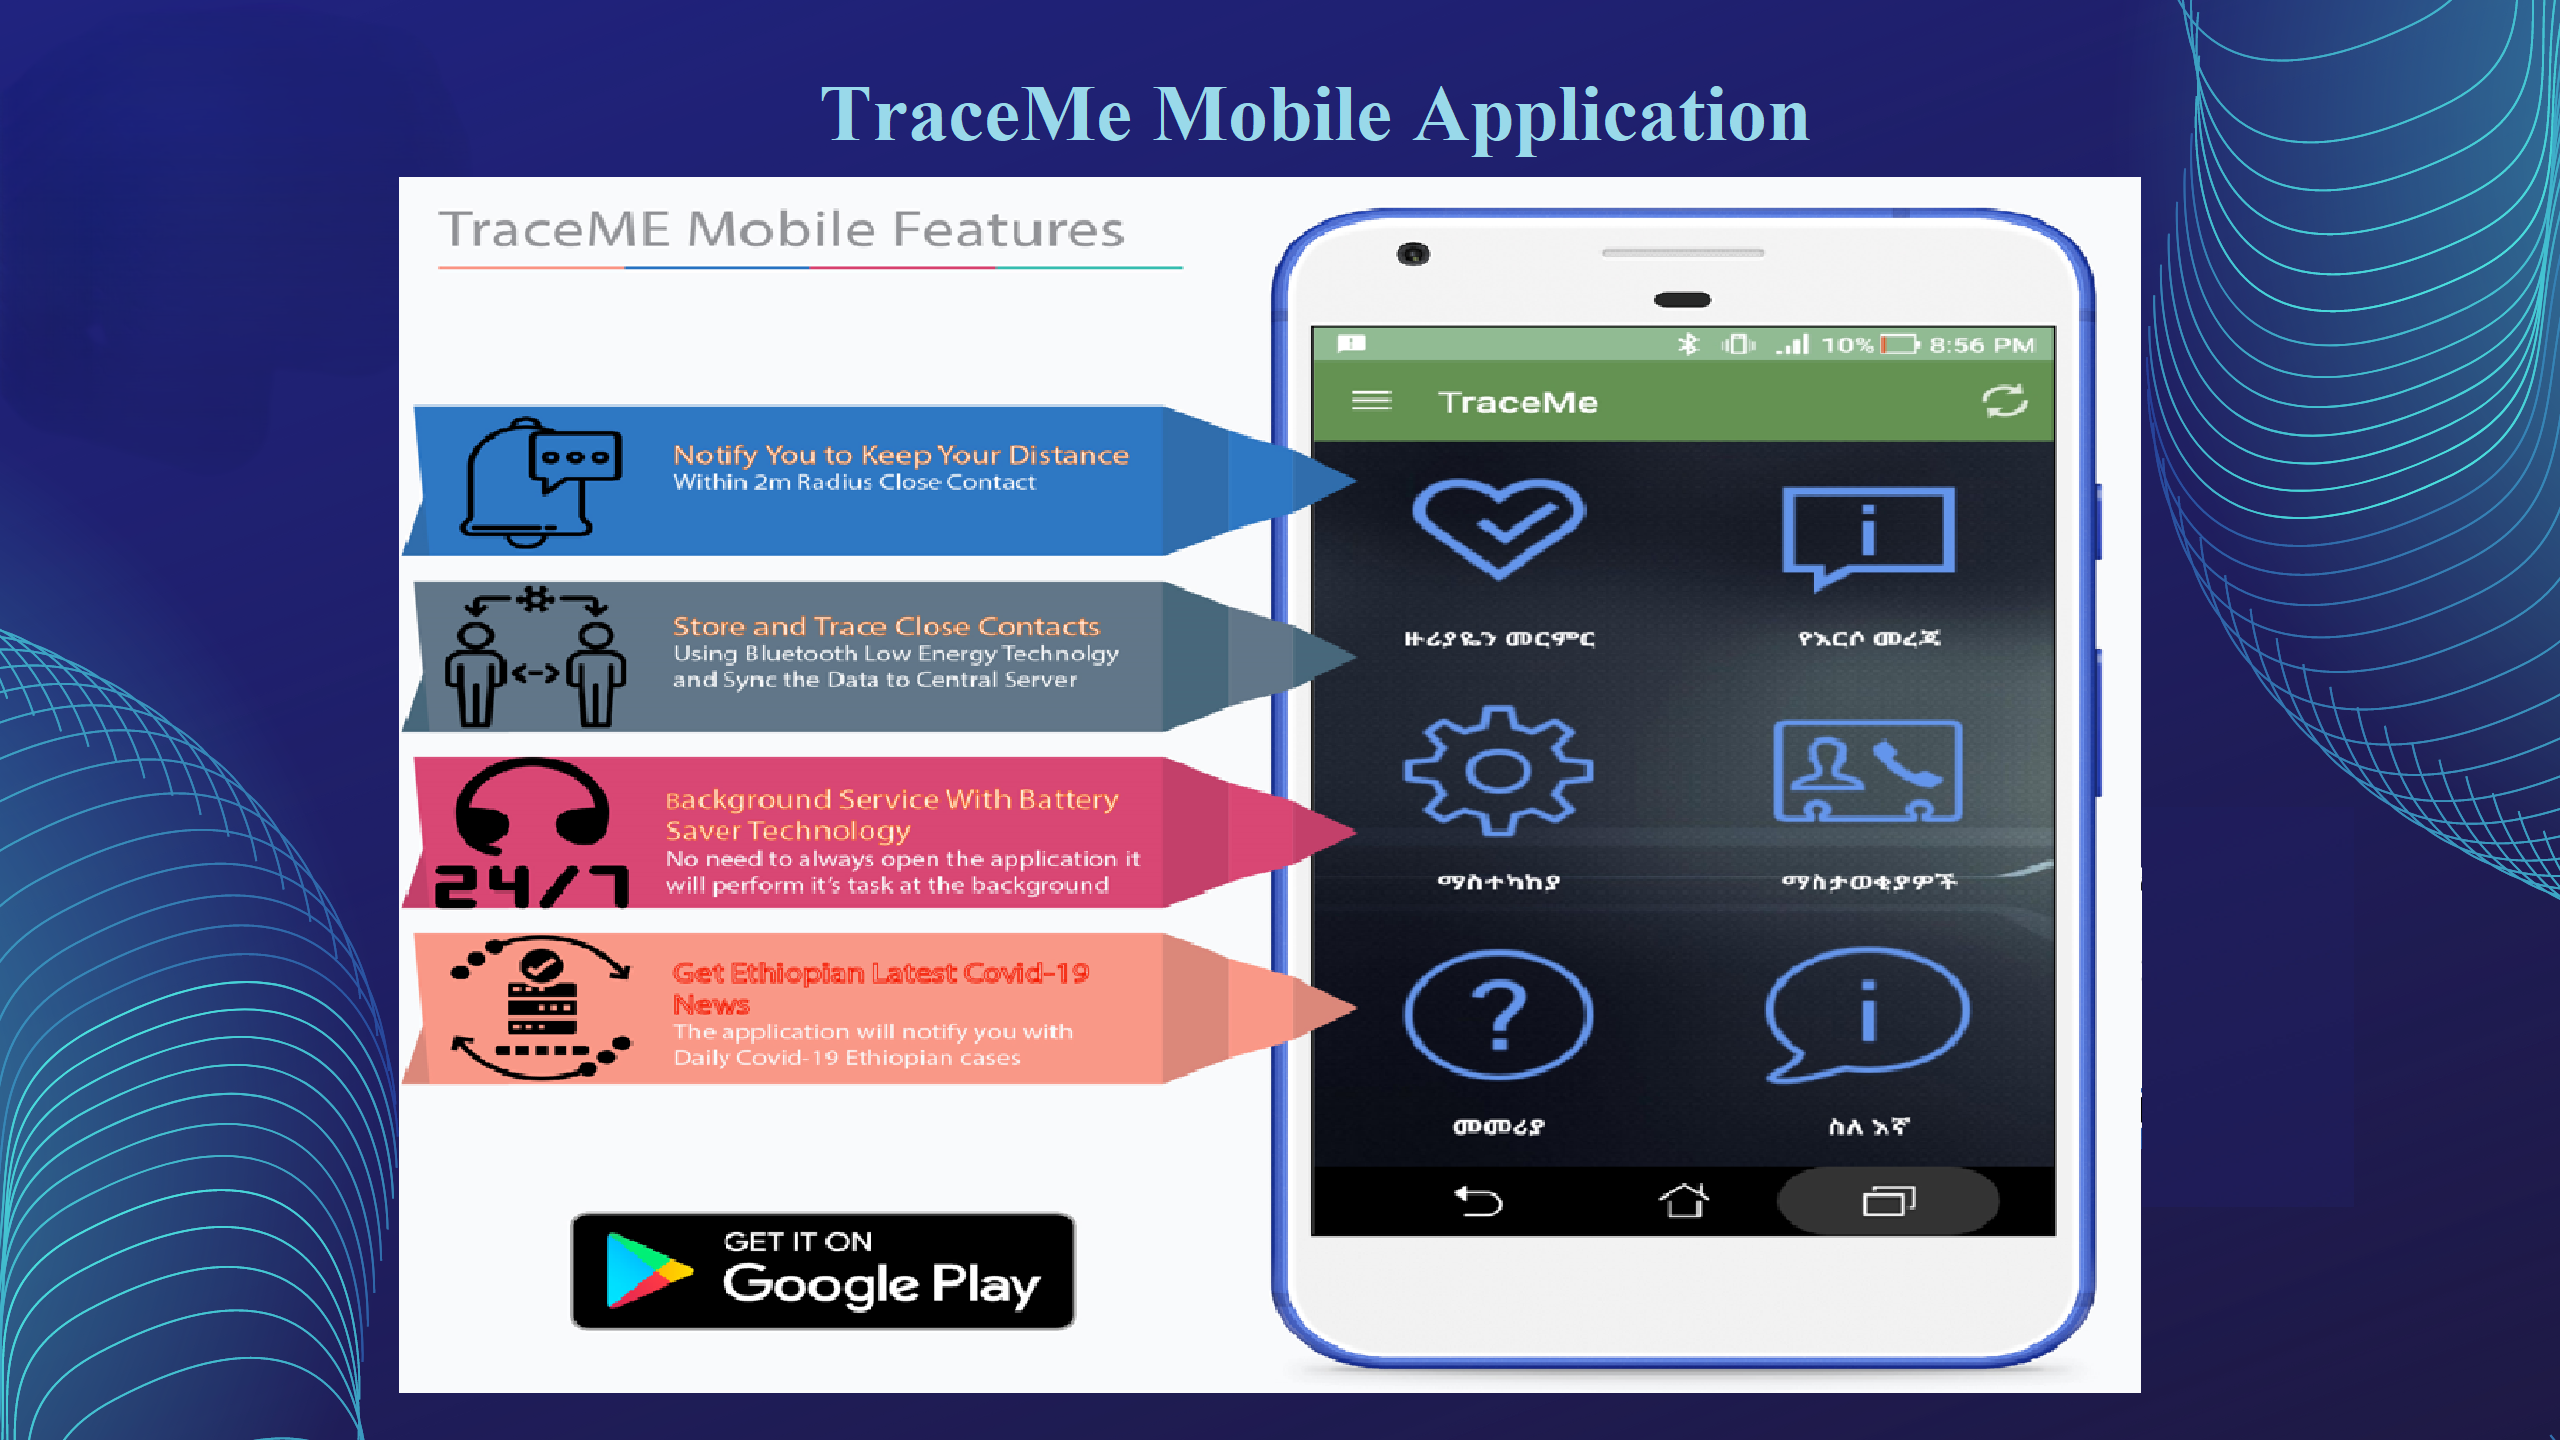 TraceMe Mobile Application
TraceME Mobile Features
Notify You to Keep Your Distance
Within 2m Radius Close Contact
Store and Trace Close Contacts
Using Bluetooth Low Energy Technolgy
and Sync the Data to Central Server
24/7
Background Service With Battery
Saver Technology
No need to always open the application it
will perform it's task at the background
Get Ethiopian Latest Covid-19
News
The application will notify you with
Daily Covid-19 Ethiopian cases
GET IT ON
Google Play
10% 8:56 PM
TraceMe
ዙሪያዬን መርምር
የእርሶ መረጃ
ማስተካከያ
ማስታወቂያዎች
መመሪያ
ስለ እኛ